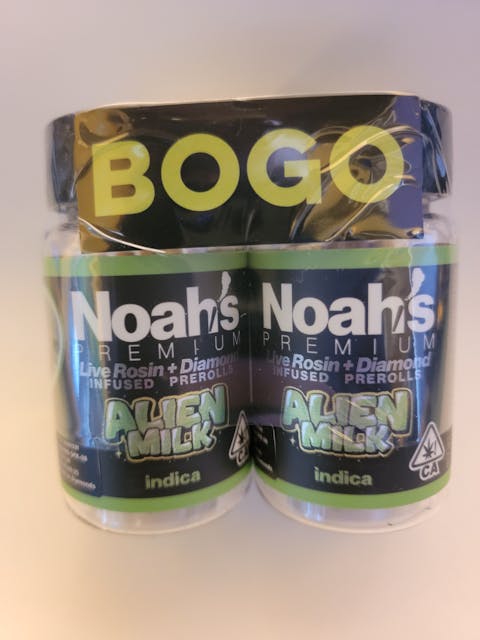 BOGO
Noah's
PREMIUM
Live Rosin + Diamond
INFUSED PREROLLS
ALIEN
MILK
indica
Noah's
PREMIUM
Live Rosin + Diamond
INFUSED PREROLLS
ALIEN
MILK
indica
CA